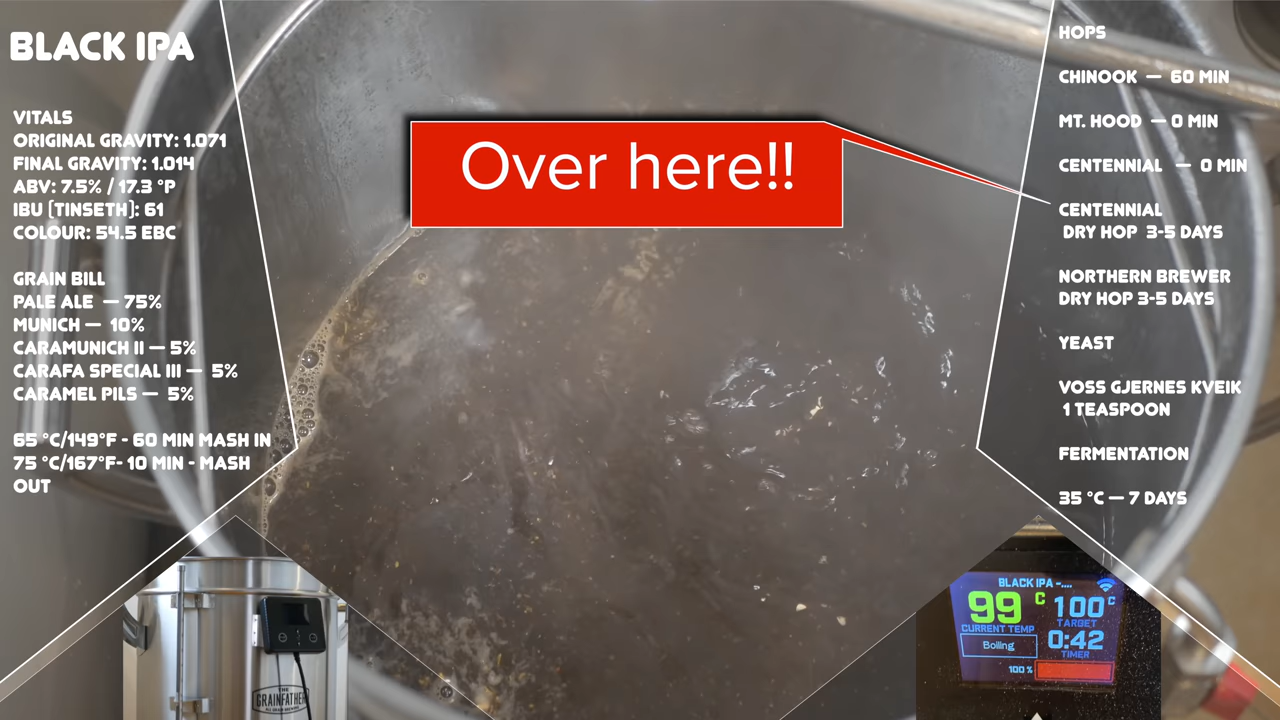 BLACK IPA
VITALS
ORIGINAL GRAVITY: 1.071
FINAL GRAVITY: 1.014
ABV: 7.5% / 17.3 °P
IBU (TINSETH): 61
COLOUR: 54.5 EBC
GRAIN BILL
PALE ALE — 75%
MUNICH — 10%
CARAMUNICH II — 5%
CARAFA SPECIAL III — 5%
CARAMEL PILS — 5%
65 °C/149°F - 60 MIN MASH IN
75 °C/167°F- 10 MIN - MASH
OUT
Over here!!
HOPS
CHINOOK — 60 MIN
MT. HOOD — 0 MIN
CENTENNIAL — 0 MIN
CENTENNIAL
DRY HOP 3-5 DAYS
NORTHERN BREWER
DRY HOP 3-5 DAYS
YEAST
VOSS GJERNES KVEIK
1 TEASPOON
FERMENTATION
35 °C — 7 DAYS
THE
GRAINFATHER
BLACK IPA -....
99 C
CURRENT TEMP
Boiling
100°C
TARGET
0:42
TIMER
100 %